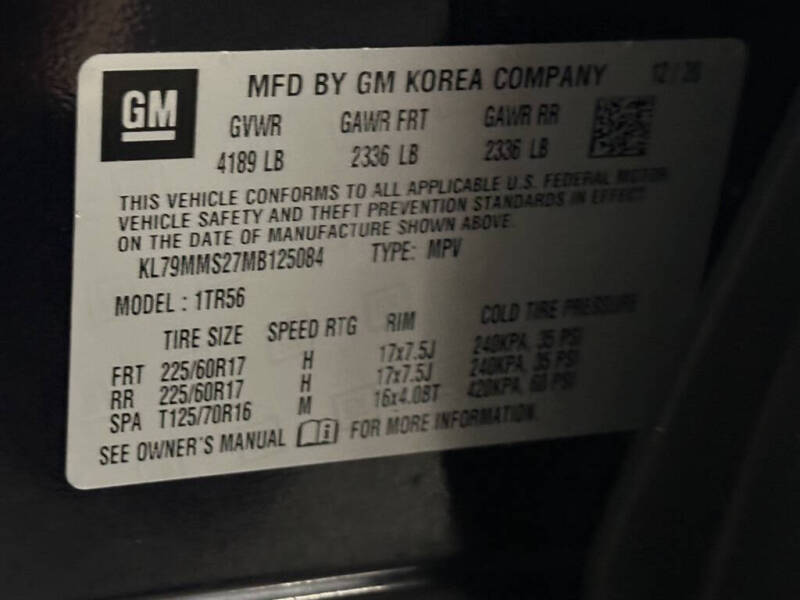 GM
MFD BY GM KOREA COMPANY 12/20
GVWR GAWR FRT GAWR RR
4189 LB 2336 LB 2336 LB
THIS VEHICLE CONFORMS TO ALL APPLICABLE U.S. FEDERAL MOTOR
VEHICLE SAFETY AND THEFT PREVENTION STANDARDS IN EFFECT
ON THE DATE OF MANUFACTURE SHOWN ABOVE.
KL79MMS27MB125084 TYPE: MPV
MODEL : 1TR56
TIRE SIZE SPEED RTG RIM COLD TIRE PRESSURE
FRT 225/60R17 H 17x7.5J 240KPA, 35 PSI
RR 225/60R17 H 17x7.5J 240KPA, 35 PSI
SPA T125/70R16 M 16x4.0BT 420KPA, 60 PSI
SEE OWNER'S MANUAL i FOR MORE INFORMATION.